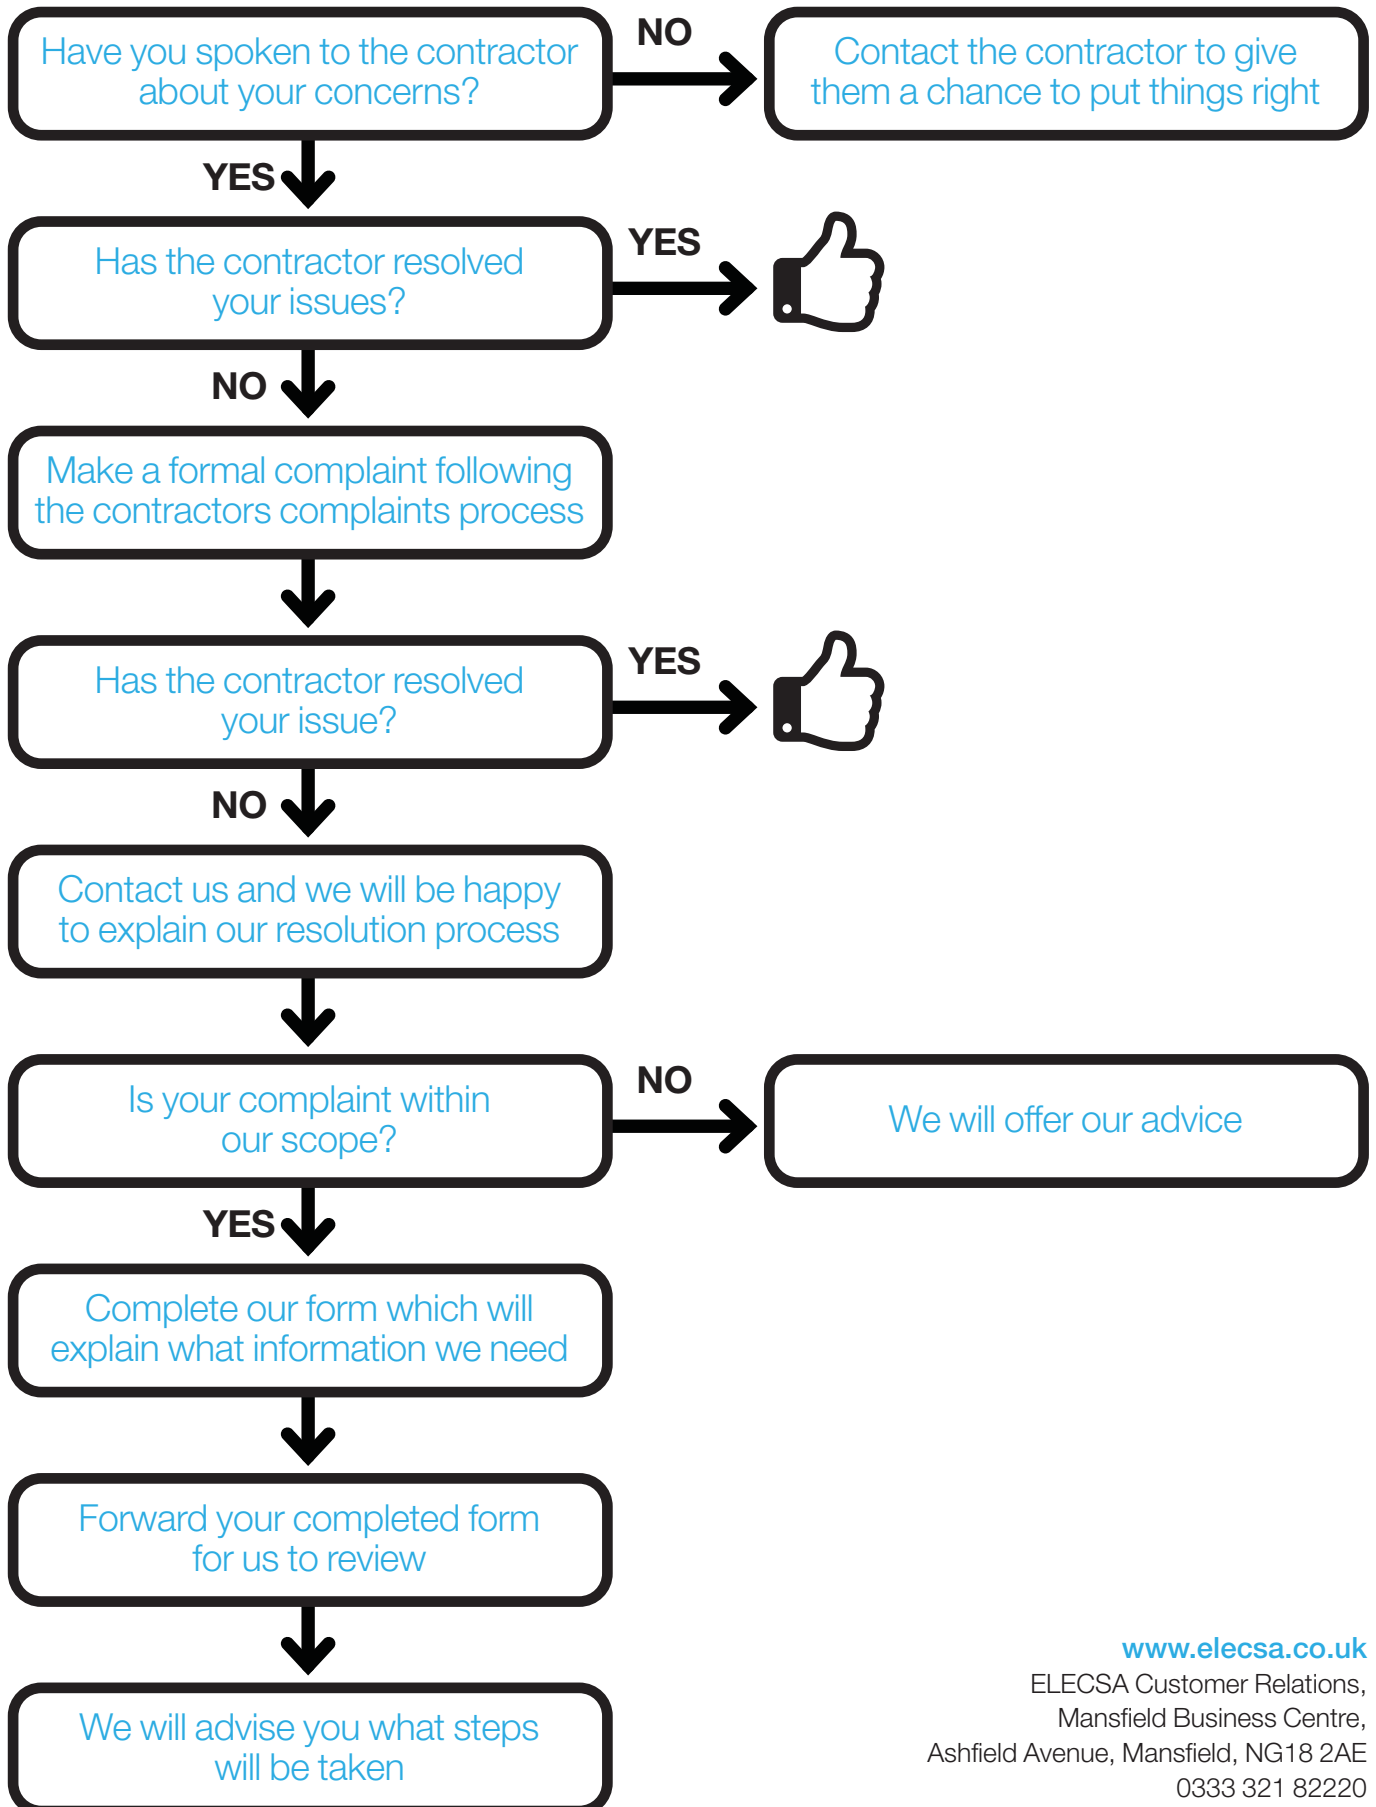 Have you spoken to the contractor
about your concerns?
NO
Contact the contractor to give
them a chance to put things right
YES
Has the contractor resolved
your issues?
YES
NO
Make a formal complaint following
the contractors complaints process
Has the contractor resolved
your issue?
YES
NO
Contact us and we will be happy
to explain our resolution process
Is your complaint within
our scope?
NO
We will offer our advice
YES
Complete our form which will
explain what information we need
Forward your completed form
for us to review
We will advise you what steps
will be taken
www.elecsa.co.uk
ELECSA Customer Relations,
Mansfield Business Centre,
Ashfield Avenue, Mansfield, NG18 2AE
0333 321 82220